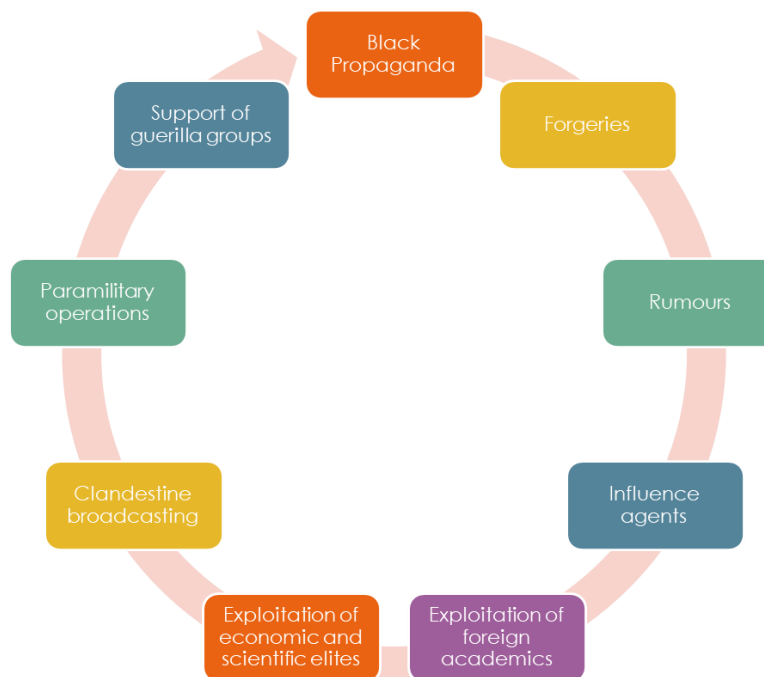 Black
Propaganda
Forgeries
Rumours
Influence
agents
Exploitation of
foreign
academics
Exploitation of
economic and
scientific elites
Clandestine
broadcasting
Paramilitary
operations
Support of
guerilla groups